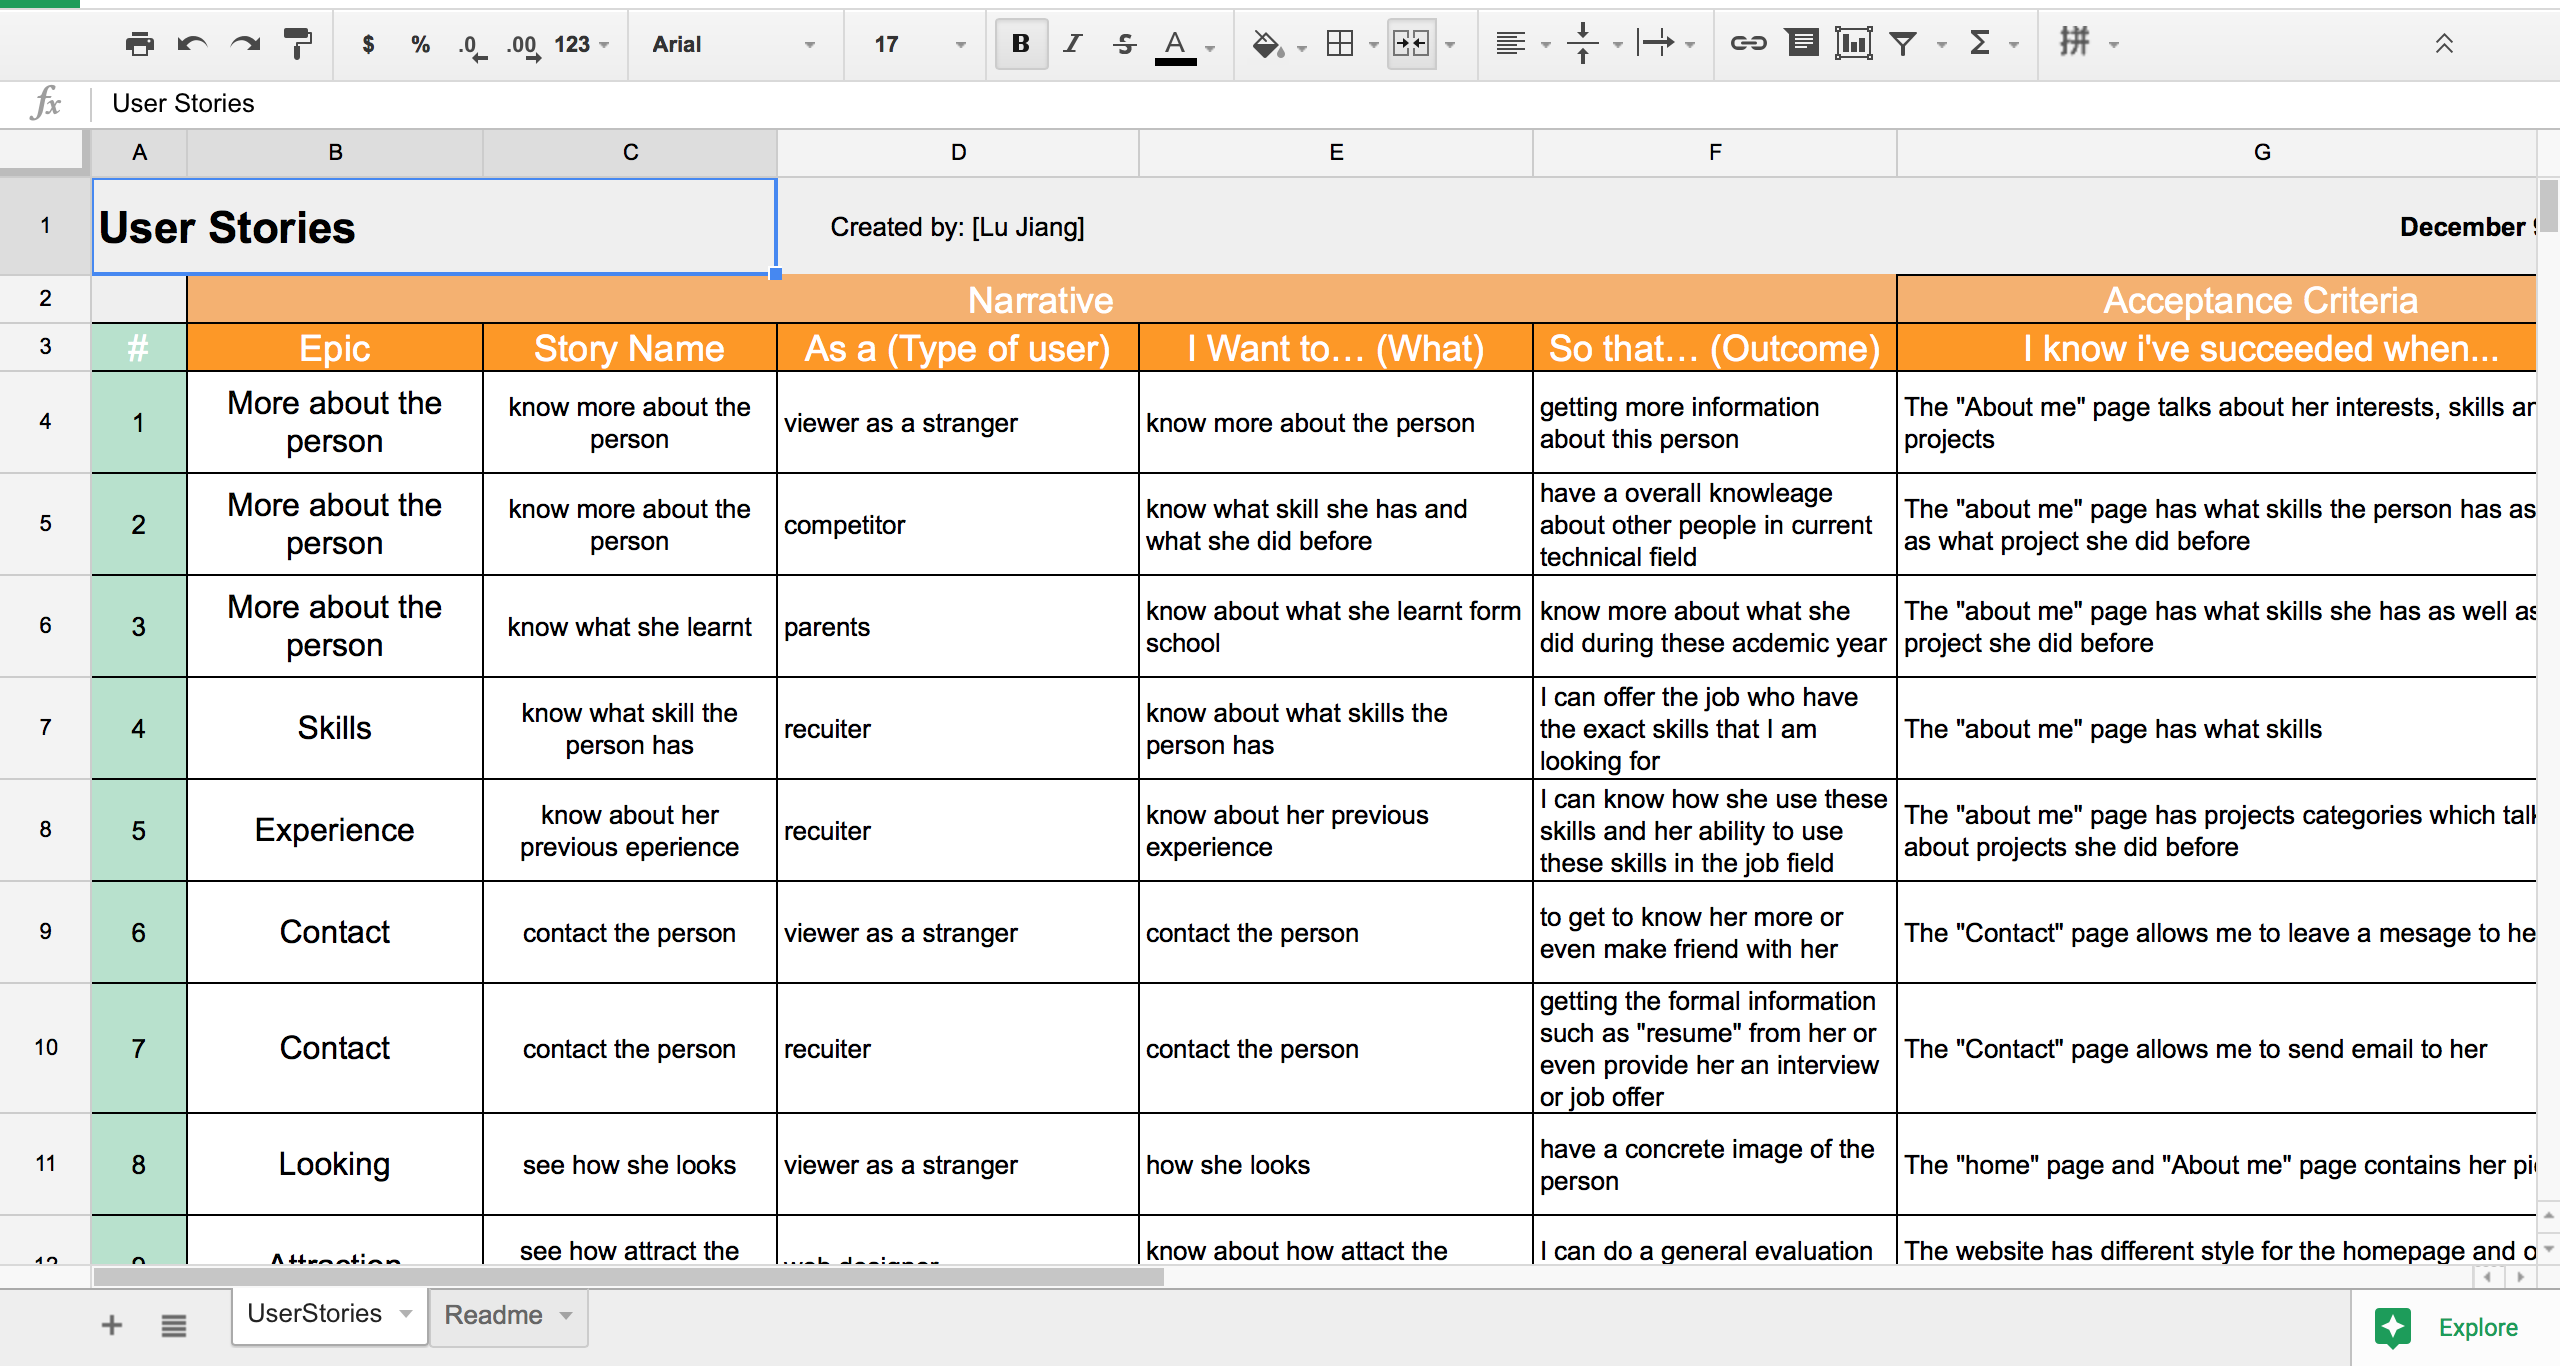 $ % .0 .00 123 Arial 17 B I S A Σ 拼
fx User Stories
A B C D E F G
1 User Stories Created by: [Lu Jiang] December
2 Narrative Acceptance Criteria
3 # Epic Story Name As a (Type of user) I Want to... (What) So that... (Outcome) I know i've succeeded when...
4
1
More about the
person
know more about the
person
viewer as a stranger
know more about the person
getting more information
about this person
The "About me" page talks about her interests, skills
projects
5
2
More about the
person
know more about the
person
competitor
know what skill she has and
what she did before
have a overall knowleage
about other people in current
technical field
The "about me" page has what skills the person has as
as what project she did before
6
3
More about the
person
know what she learnt
parents
know about what she learnt form
school
know more about what she
did during these acdemic year
The "about me" page has what skills she has as well as
project she did before
7
4
Skills
know what skill the
person has
recuiter
know about what skills the
person has
I can offer the job who have
the exact skills that I am
looking for
The "about me" page has what skills
8
5
Experience
know about her
previous eperience
recuiter
know about her previous
experience
I can know how she use these
skills and her ability to use
these skills in the job field
The "about me" page has projects categories which talk
about projects she did before
9
6
Contact
contact the person
viewer as a stranger
contact the person
to get to know her more or
even make friend with her
The "Contact" page allows me to leave a mesage to
10
7
Contact
contact the person
recuiter
contact the person
getting the formal information
such as "resume" from her or
even provide her an interview
or job offer
The "Contact" page allows me to send email to her
11
8
Looking
see how she looks
viewer as a stranger
how she looks
have a concrete image of the
person
The "home" page and "About me" page contains her
12
9
Attraction
see how attract the
web designer
know about how attact the
I can do a general evaluation
The website has different style for the homepage and
UserStories Readme Explore